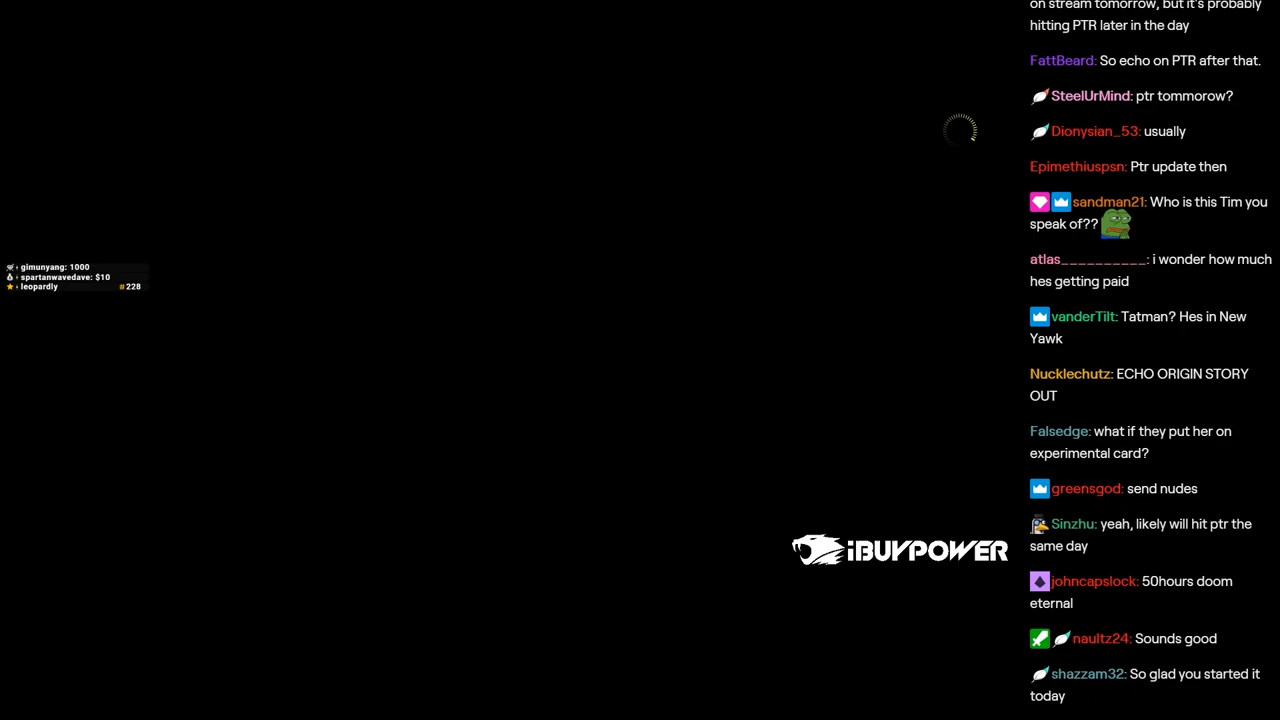 on stream tomorrow, but it's probably
hitting PTR later in the day
FattBeard: So echo on PTR after that.
SteelUrMind: ptr tommorow?
Dionysian_53: usually
Epimethiuspsn: Ptr update then
sandman21: Who is this Tim you
speak of??
atlas__________: i wonder how much
hes getting paid
vanderTilt: Tatman? Hes in New
Yawk
Nucklechutz: ECHO ORIGIN STORY
OUT
Falsedge: what if they put her on
experimental card?
greensgod: send nudes
Sinzhu: yeah, likely will hit ptr the
same day
johncapslock: 50hours doom
eternal
naultz24: Sounds good
shazzam32: So glad you started it
today
gimunyang: 1000
spartanwavedave: $10
leopardly #228
iBUYPOWER